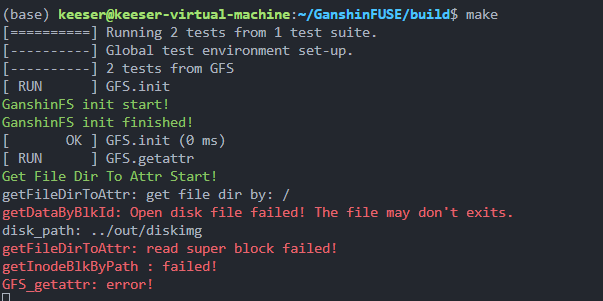 (base) keeser@keeser-virtual-machine:~/GanshinFUSE/build$ make
[==========] Running 2 tests from 1 test suite.
[----------] Global test environment set-up.
[----------] 2 tests from GFS
[ RUN      ] GFS.init
GanshinFS init start!
GanshinFS init finished!
[       OK ] GFS.init (0 ms)
[ RUN      ] GFS.getattr
Get File Dir To Attr Start!
getFileDirToAttr: get file dir by: /
getDataByBlkId: Open disk file failed! The file may don't exits.
disk_path: ../out/diskimg
getFileDirToAttr: read super block failed!
getInodeBlkByPath : failed!
GFS_getattr: error!